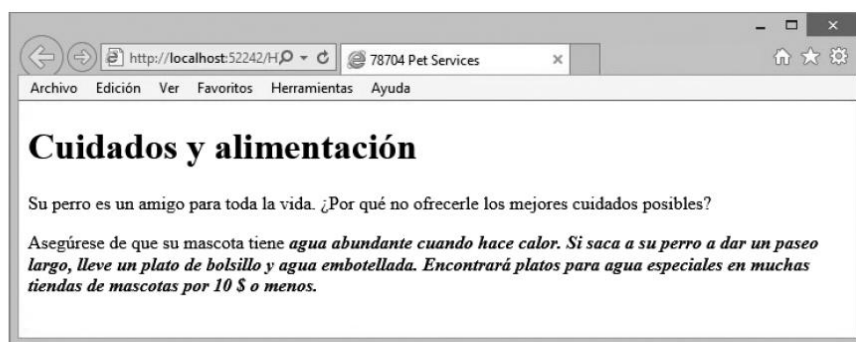 http://localhost:52242/H
78704 Pet Services
Archivo Edición Ver Favoritos Herramientas Ayuda
Cuidados y alimentación
Su perro es un amigo para toda la vida. ¿Por qué no ofrecerle los mejores cuidados posibles?
Asegúrese de que su mascota tiene agua abundante cuando hace calor. Si saca a su perro a dar un paseo
largo, lleve un plato de bolsillo y agua embotellada. Encontrará platos para agua especiales en muchas
tiendas de mascotas por 10 $ o menos.